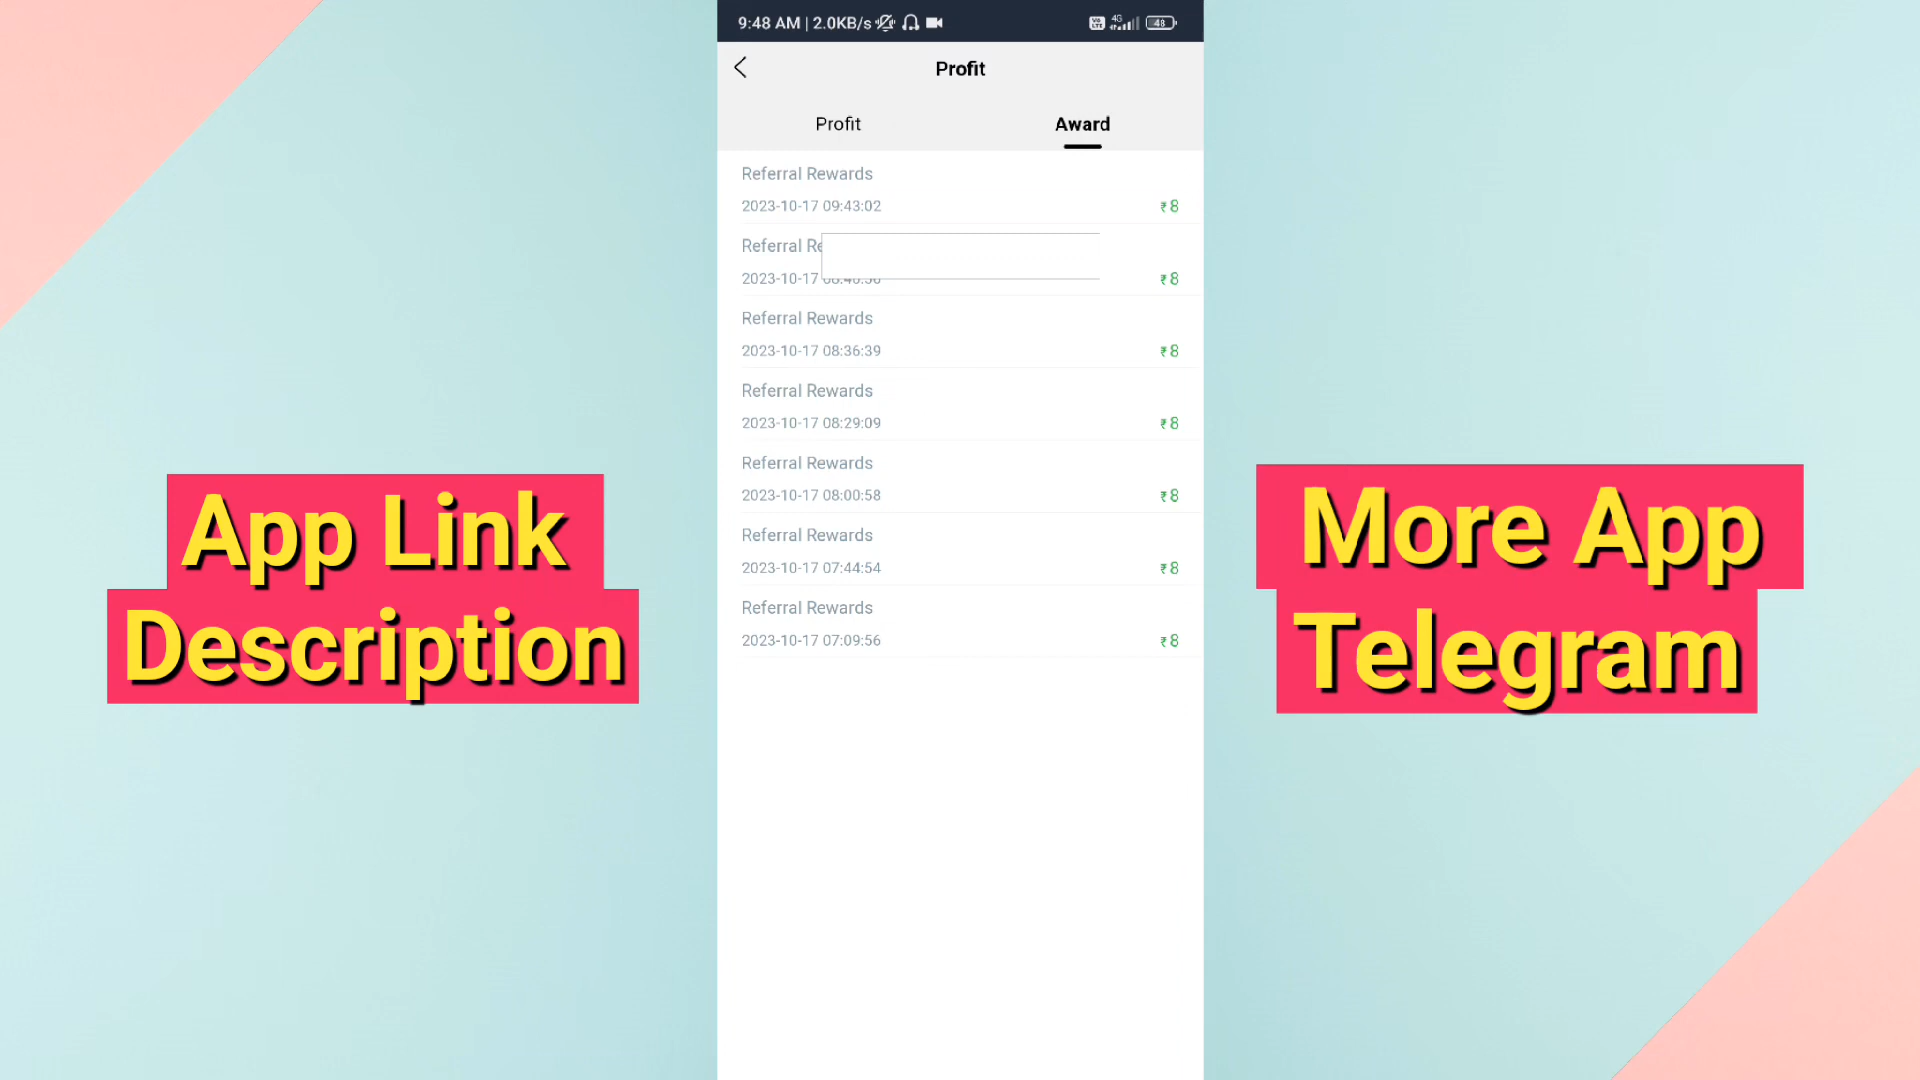 9:48 AM | 2.0KB/s
4G
48
Profit
Profit
Award
Referral Rewards
2023-10-17 09:43:02
₹8
Referral
2023-10-17
₹8
Referral Rewards
2023-10-17 08:36:39
₹8
Referral Rewards
2023-10-17 08:29:09
₹8
Referral Rewards
2023-10-17 08:00:58
₹8
Referral Rewards
2023-10-17 07:44:54
₹8
Referral Rewards
2023-10-17 07:09:56
₹8
App Link
Description
More App
Telegram